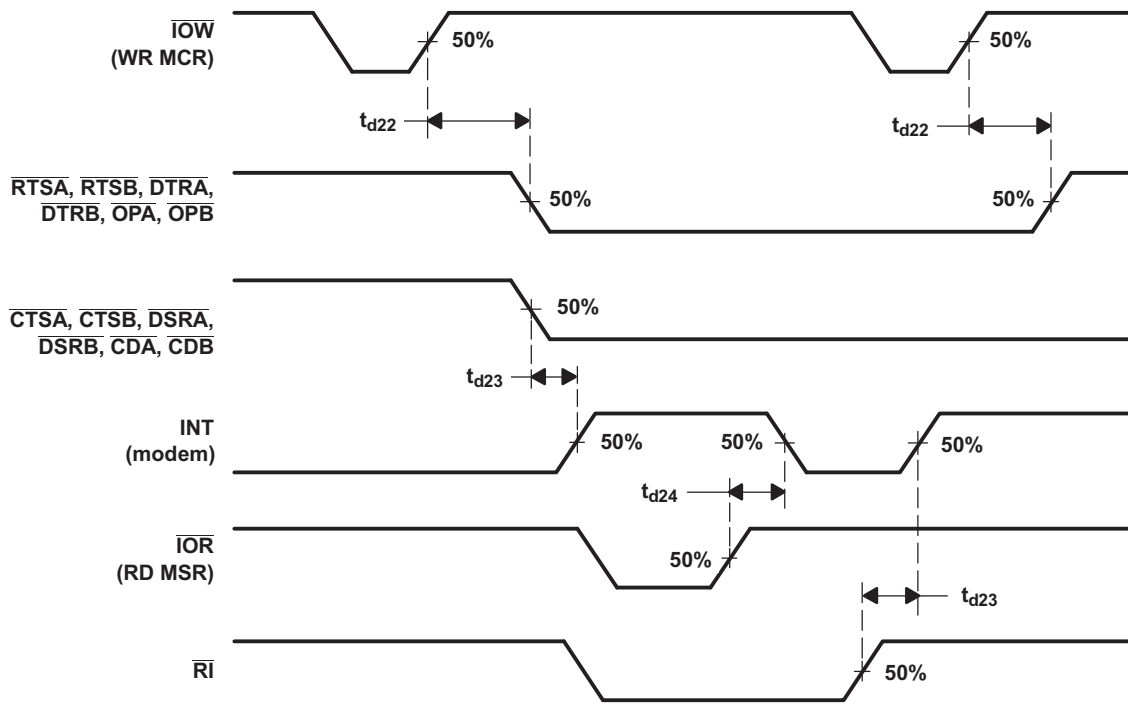 IOW
(WR MCR)
50%
50%
td22
td22
RTSA, RTSB, DTRA,
DTRB, OPA, OPB
50%
50%
CTSA, CTSB, DSRA,
DSRB, CDA, CDB
50%
td23
INT
(modem)
50%
50%
50%
td24
IOR
(RD MSR)
50%
td23
RI
50%